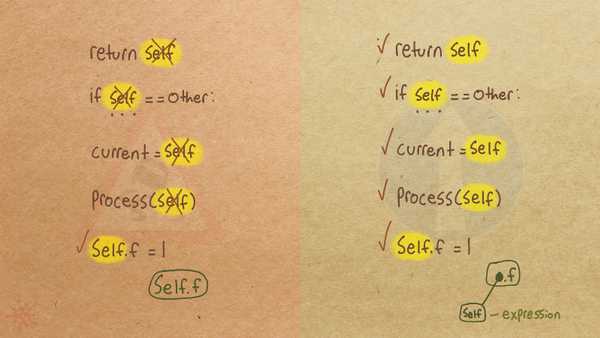 return Self
if Self == Other:
...
current = Self
Process(Self)
Self.f = 1
Self.f
return Self
if Self == Other:
...
current = Self
Process(Self)
Self.f = 1
.f
Self - expression